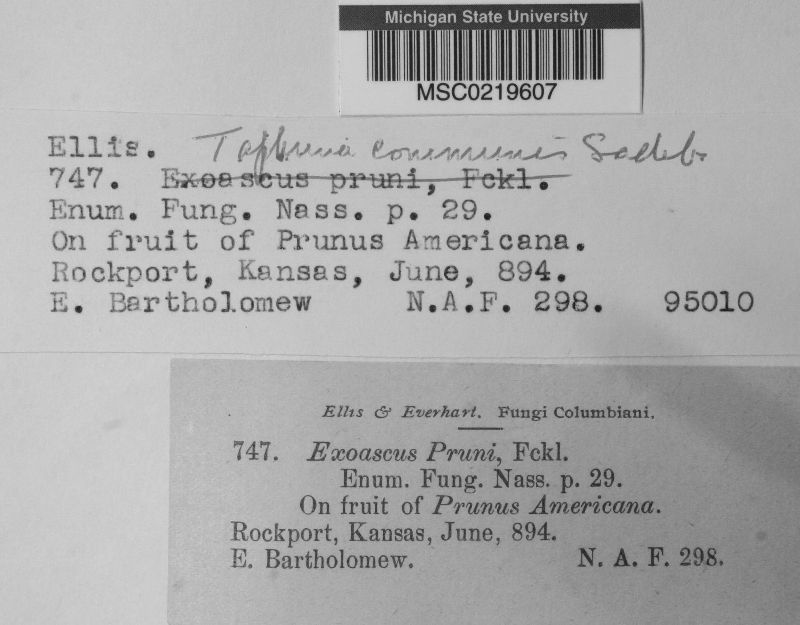 Michigan State University
MSC0219607
Ellis. Taphrina communis Sadeb.
747. Exoascus pruni, Fckl.
Enum. Fung. Nass. p. 29.
On fruit of Prunus Americana.
Rockport, Kansas, June, 894.
E. Bartholomew N.A.F. 298. 95010
Ellis & Everhart. Fungi Columbiani.
747. Exoascus Pruni, Fckl.
Enum. Fung. Nass. p. 29.
On fruit of Prunus Americana.
Rockport, Kansas, June, 894.
E. Bartholomew. N. A. F. 298.